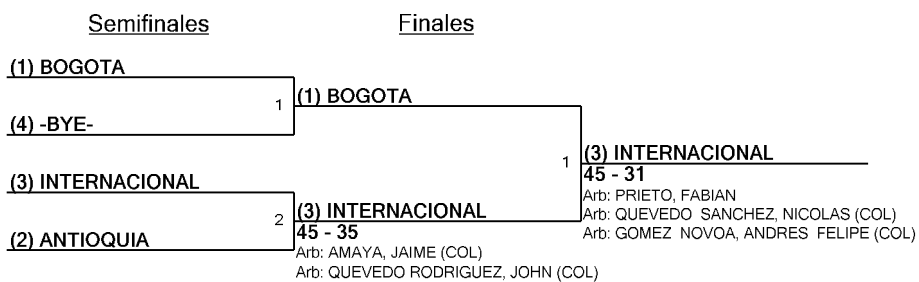 Semifinales
Finales
(1) BOGOTA
1
(1) BOGOTA
(4) -BYE-
1
(3) INTERNACIONAL
45 - 31
Arb: PRIETO, FABIAN
Arb: QUEVEDO  SANCHEZ, NICOLAS (COL)
Arb: GOMEZ  NOVOA, ANDRES  FELIPE (COL)
(3) INTERNACIONAL
2
(3) INTERNACIONAL
45 - 35
Arb: AMAYA, JAIME (COL)
Arb: QUEVEDO RODRIGUEZ, JOHN (COL)
(2) ANTIOQUIA